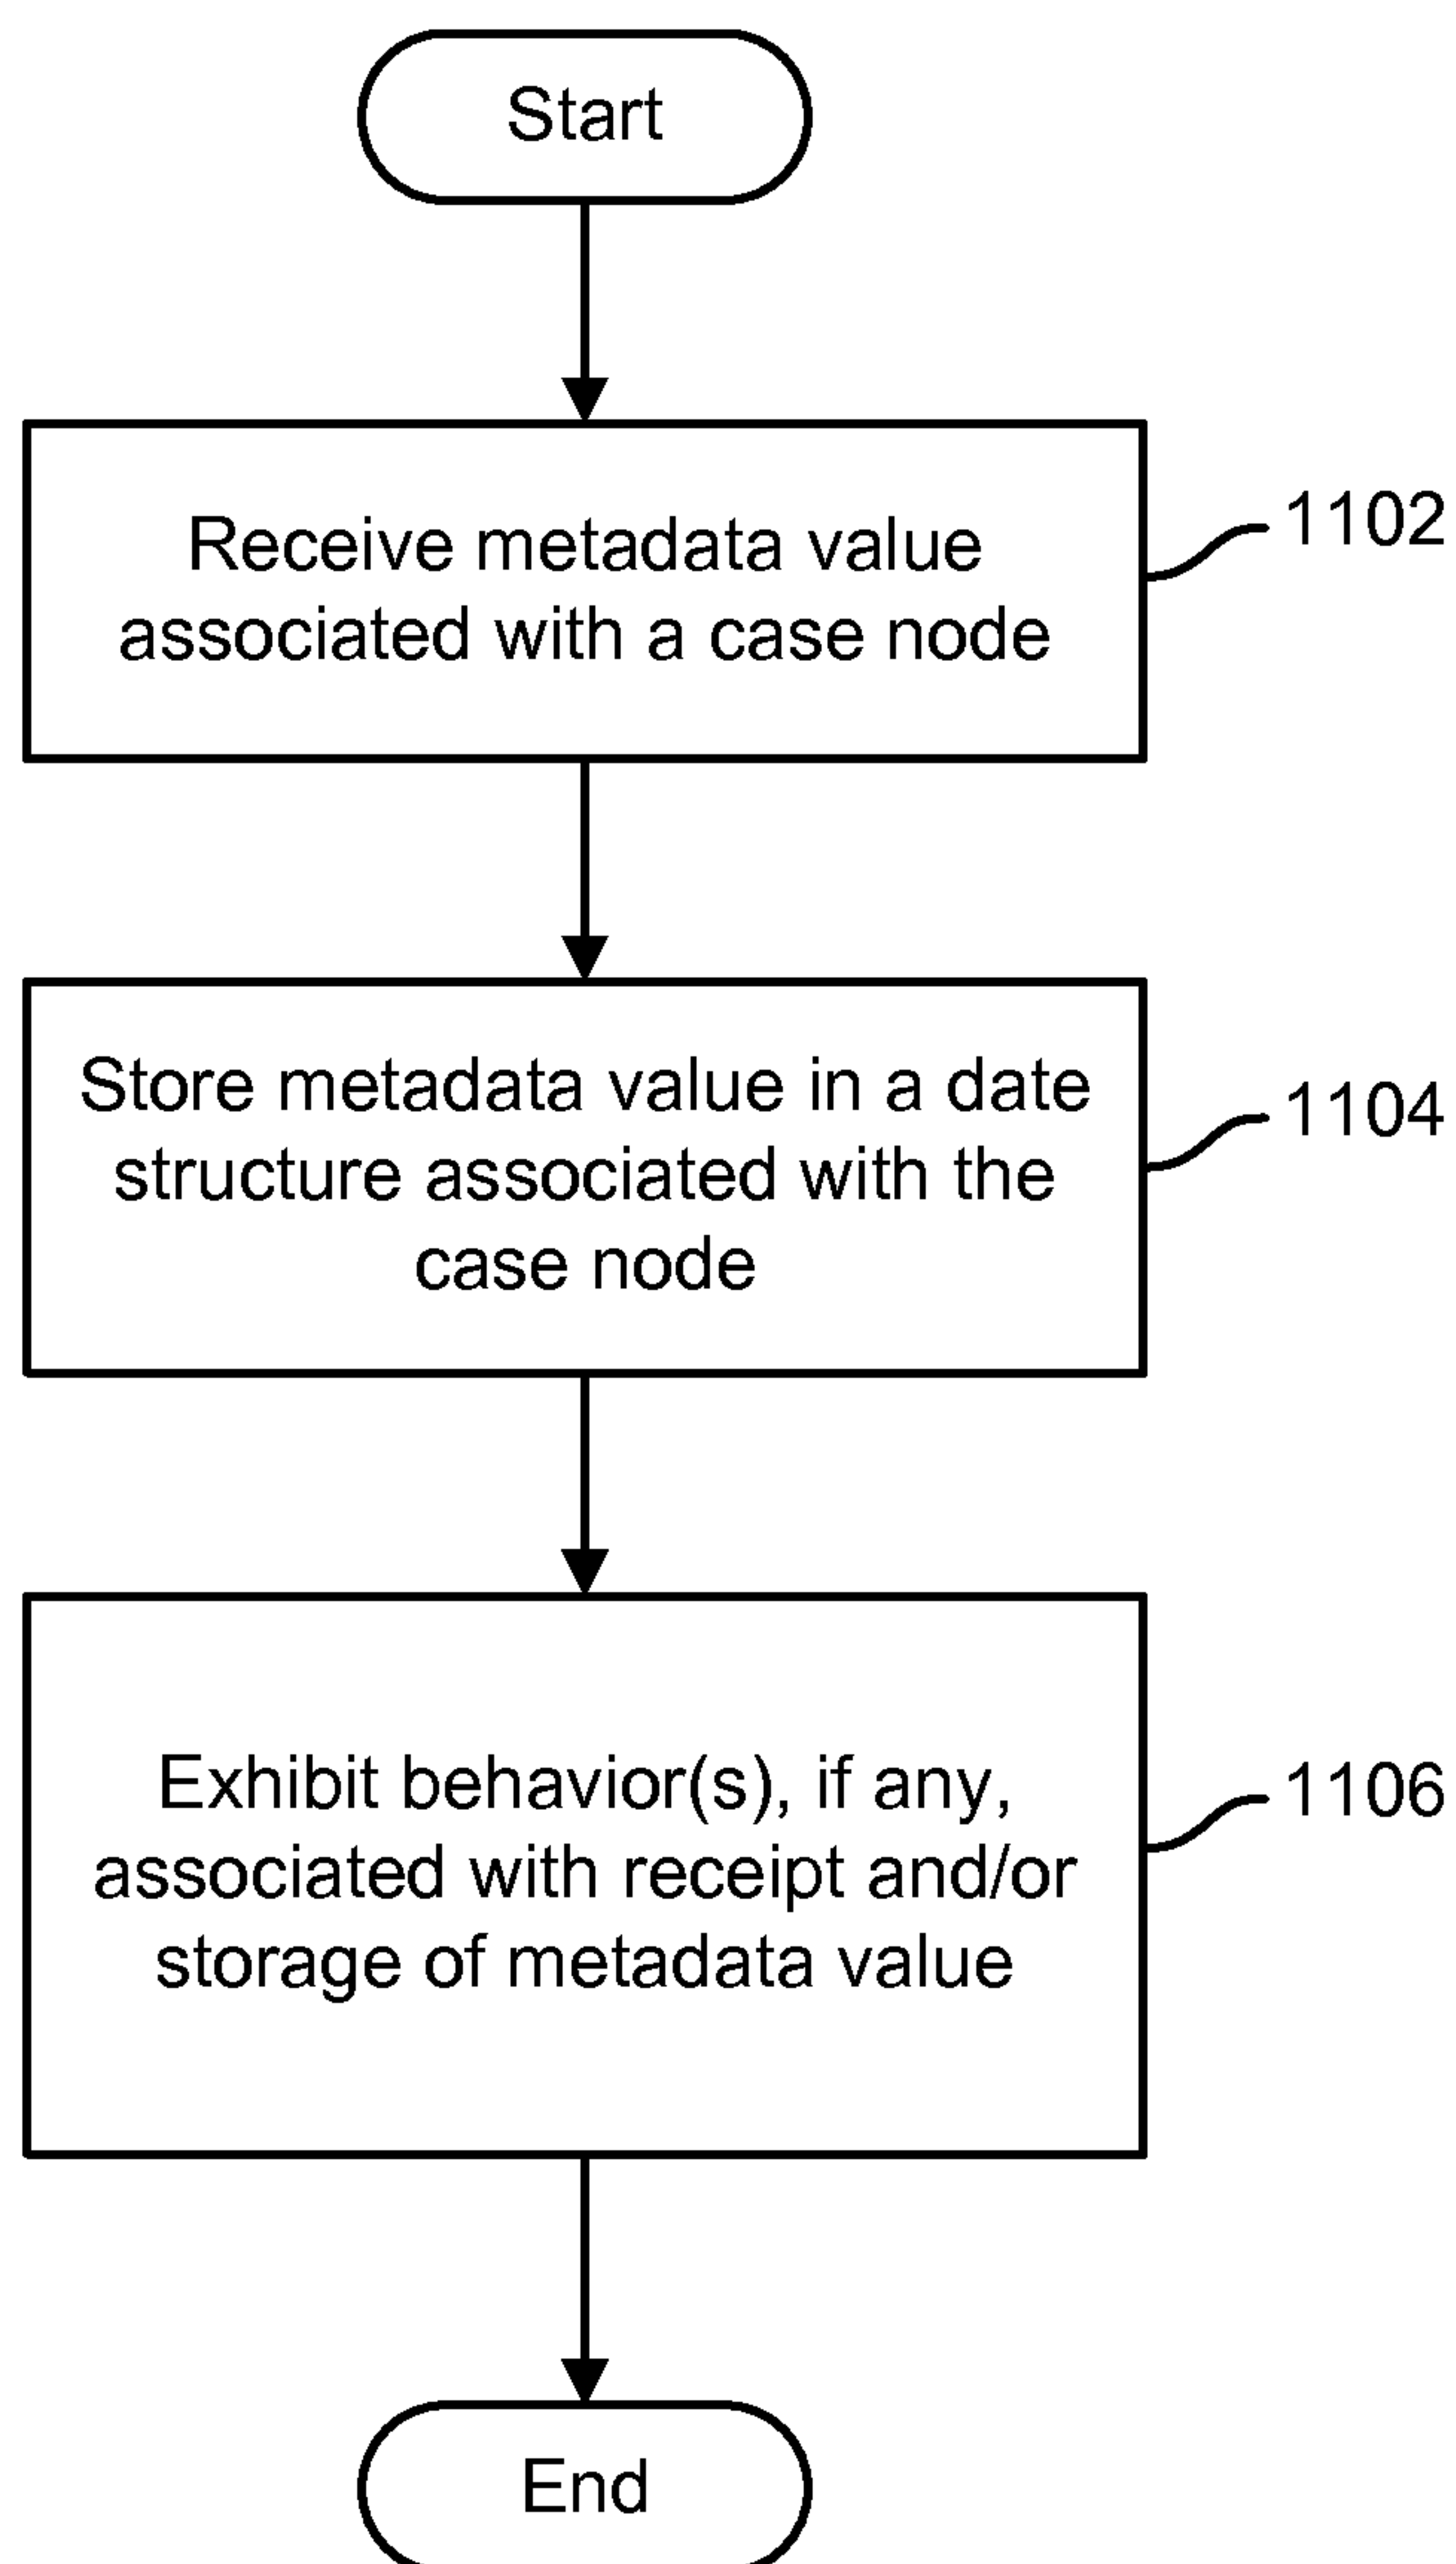 Start
Receive metadata value
associated with a case node
1102
Store metadata value in a date
structure associated with the
case node
1104
Exhibit behavior(s), if any,
associated with receipt and/or
storage of metadata value
1106
End